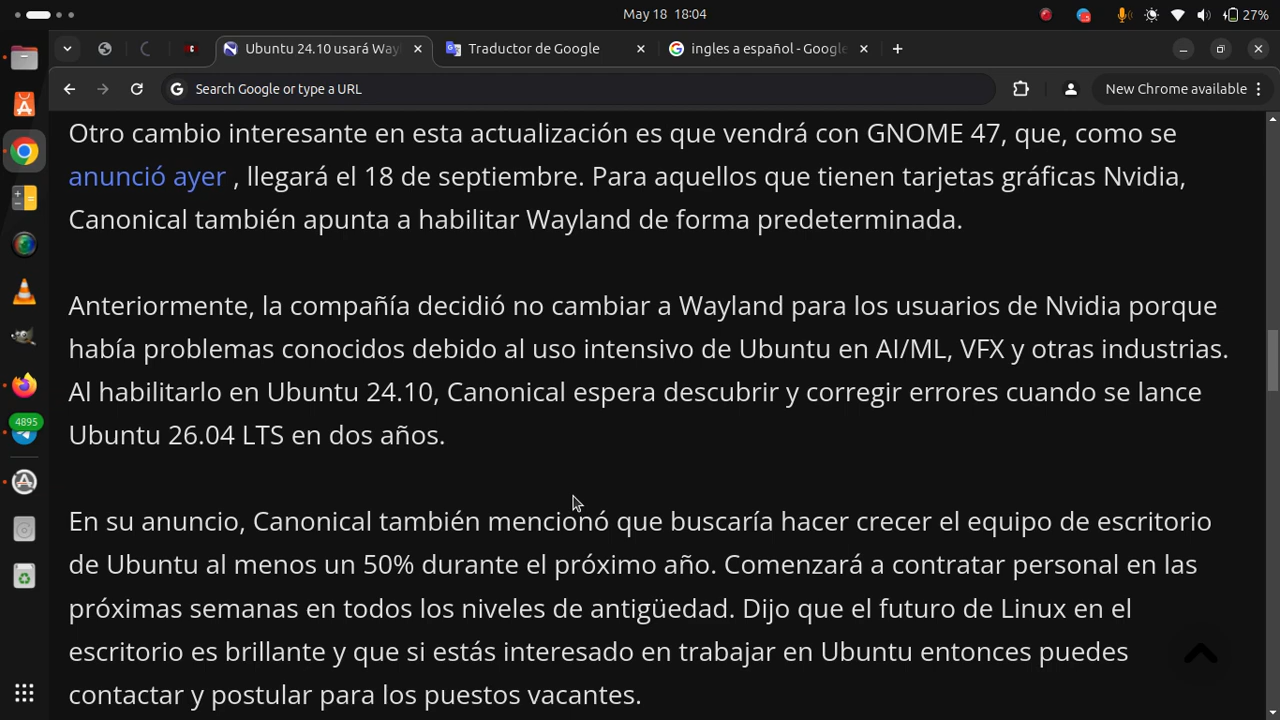 May 18 18:04
27%
Ubuntu 24.10 usará Wayl
Traductor de Google
ingles a español - Google
Search Google or type a URL
New Chrome available
Otro cambio interesante en esta actualización es que vendrá con GNOME 47, que, como se
anunció ayer , llegará el 18 de septiembre. Para aquellos que tienen tarjetas gráficas Nvidia,
Canonical también apunta a habilitar Wayland de forma predeterminada.
Anteriormente, la compañía decidió no cambiar a Wayland para los usuarios de Nvidia porque
había problemas conocidos debido al uso intensivo de Ubuntu en AI/ML, VFX y otras industrias.
Al habilitarlo en Ubuntu 24.10, Canonical espera descubrir y corregir errores cuando se lance
Ubuntu 26.04 LTS en dos años.
4895
En su anuncio, Canonical también mencionó que buscaría hacer crecer el equipo de escritorio
de Ubuntu al menos un 50% durante el próximo año. Comenzará a contratar personal en las
próximas semanas en todos los niveles de antigüedad. Dijo que el futuro de Linux en el
escritorio es brillante y que si estás interesado en trabajar en Ubuntu entonces puedes
contactar y postular para los puestos vacantes.